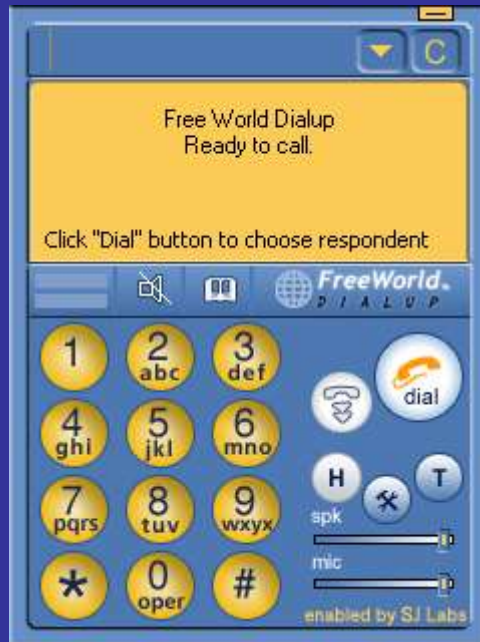 C
Free World Dialup
Ready to call.
Click "Dial" button to choose respondent
FreeWorld
DIALUP
1 2 3
abc def
dial
4 5 6
ghi jkl mno
H T
7 8 9
pqrs tuv wxyx
spk
mic
* 0 #
oper
enabled by SJ Labs